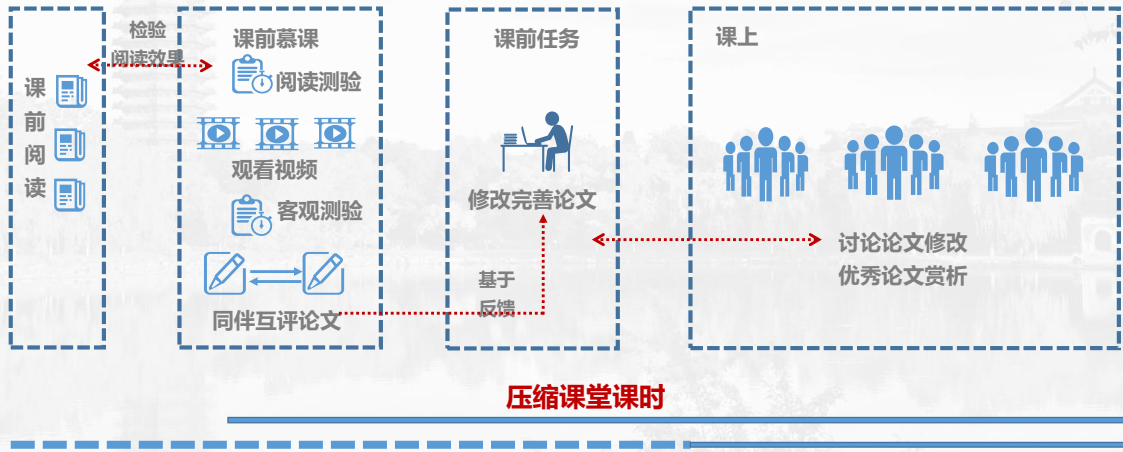 课
前
阅
读
检验
阅读效果
课前慕课
阅读测验
观看视频
客观测验
同伴互评论文
课前任务
修改完善论文
基于
反馈
课上
讨论论文修改
优秀论文赏析
压缩课堂课时